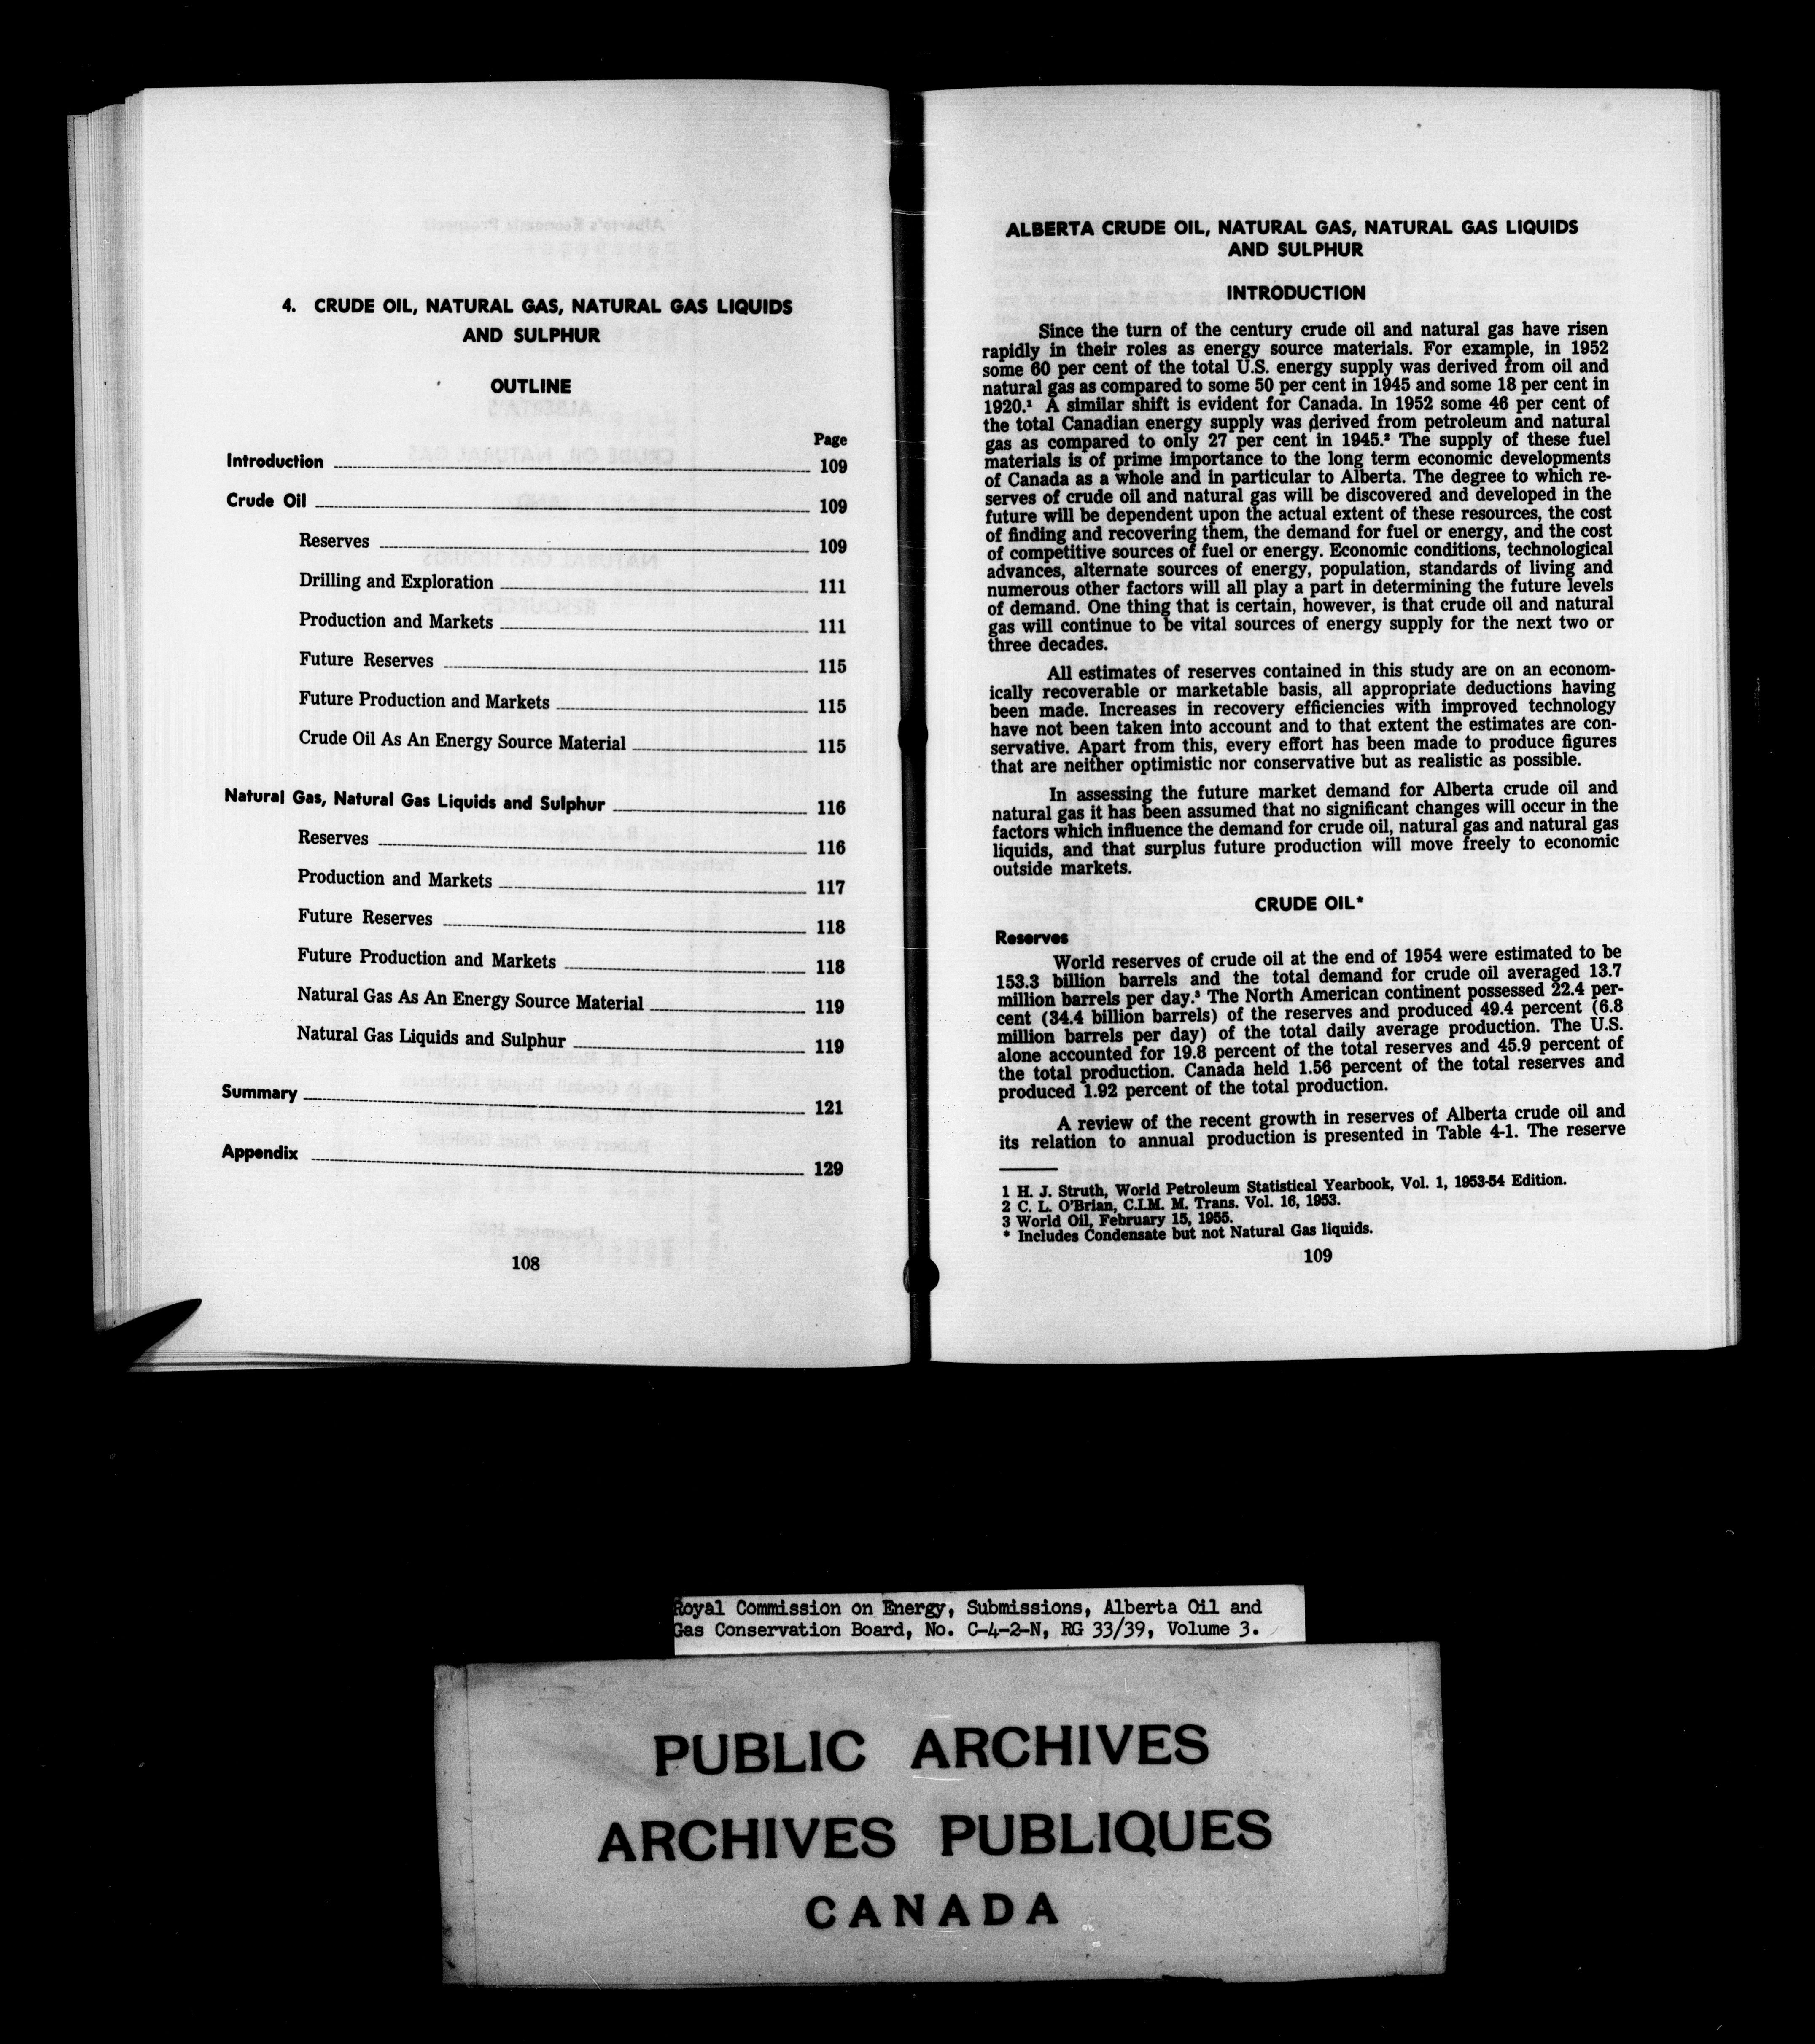 4. CRUDE OIL, NATURAL GAS, NATURAL GAS LIQUIDS
AND SULPHUR
OUTLINE
Page
Introduction 109
Crude Oil 109
Reserves 109
Drilling and Exploration 111
Production and Markets 111
Future Reserves 115
Future Production and Markets 115
Crude Oil As An Energy Source Material 115
Natural Gas, Natural Gas Liquids and Sulphur 116
Reserves 116
Production and Markets 117
Future Reserves 118
Future Production and Markets 118
Natural Gas As An Energy Source Material 119
Natural Gas Liquids and Sulphur 119
Summary 121
Appendix 129
108
ALBERTA CRUDE OIL, NATURAL GAS, NATURAL GAS LIQUIDS
AND SULPHUR
INTRODUCTION
Since the turn of the century crude oil and natural gas have risen
rapidly in their roles as energy source materials. For example, in 1952
some 60 per cent of the total U.S. energy supply was derived from oil and
natural gas as compared to some 50 per cent in 1945 and some 18 per cent in
1920.¹ A similar shift is evident for Canada. In 1952 some 46 per cent of
the total Canadian energy supply was derived from petroleum and natural
gas as compared to only 27 per cent in 1945.² The supply of these fuel
materials is of prime importance to the long term economic developments
of Canada as a whole and in particular to Alberta. The degree to which re-
serves of crude oil and natural gas will be discovered and developed in the
future will be dependent upon the actual extent of these resources, the cost
of finding and recovering them, the demand for fuel or energy, and the cost
of competitive sources of fuel or energy. Economic conditions, technological
advances, alternate sources of energy, population, standards of living and
numerous other factors will all play a part in determining the future levels
of demand. One thing that is certain, however, is that crude oil and natural
gas will continue to be vital sources of energy supply for the next two or
three decades.
All estimates of reserves contained in this study are on an econom-
ically recoverable or marketable basis, all appropriate deductions having
been made. Increases in recovery efficiencies with improved technology
have not been taken into account and to that extent the estimates are con-
servative. Apart from this, every effort has been made to produce figures
that are neither optimistic nor conservative but as realistic as possible.
In assessing the future market demand for Alberta crude oil and
natural gas it has been assumed that no significant changes will occur in the
factors which influence the demand for crude oil, natural gas and natural gas
liquids, and that surplus future production will move freely to economic
outside markets.
CRUDE OIL*
Reserves
World reserves of crude oil at the end of 1954 were estimated to be
153.3 billion barrels and the total demand for crude oil averaged 13.7
million barrels per day.³ The North American continent possessed 22.4 per-
cent (34.4 billion barrels) of the reserves and produced 49.4 percent (6.8
million barrels per day) of the total daily average production. The U.S.
alone accounted for 19.8 percent of the total reserves and 45.9 percent of
the total production. Canada held 1.56 percent of the total reserves and
produced 1.92 percent of the total production.
A review of the recent growth in reserves of Alberta crude oil and
its relation to annual production is presented in Table 4-1. The reserve
1 H. J. Struth, World Petroleum Statistical Yearbook, Vol. 1, 1953-54 Edition.
2 C. L. O'Brian, C.I.M. M. Trans. Vol. 16, 1953.
3 World Oil, February 15, 1955.
* Includes Condensate but not Natural Gas liquids.
109
Royal Commission on Energy, Submissions, Alberta Oil and
Gas Conservation Board, No. C-4-2-N, RG 33/39, Volume 3.
PUBLIC ARCHIVES
ARCHIVES PUBLIQUES
CANADA